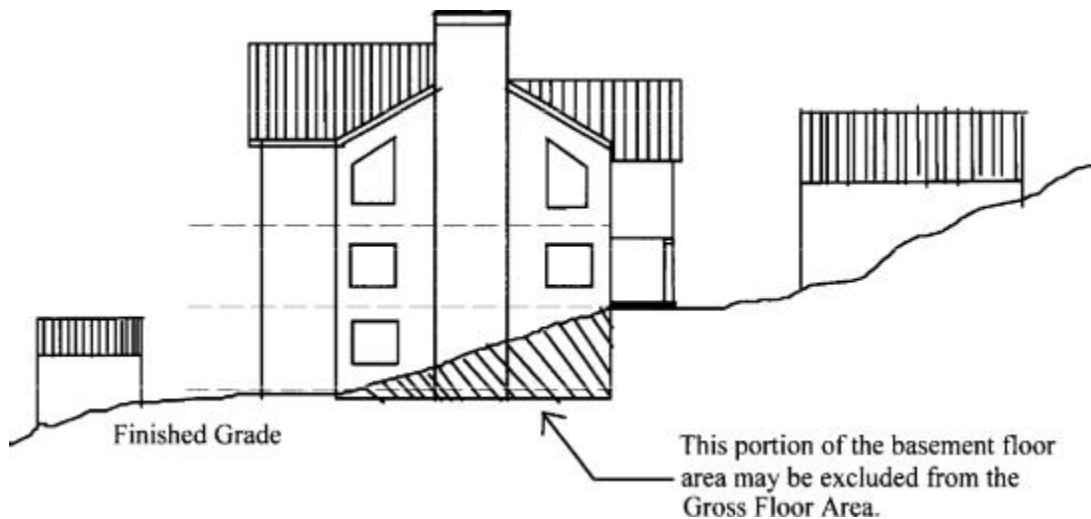 Finished Grade
This portion of the basement floor
area may be excluded from the
Gross Floor Area.